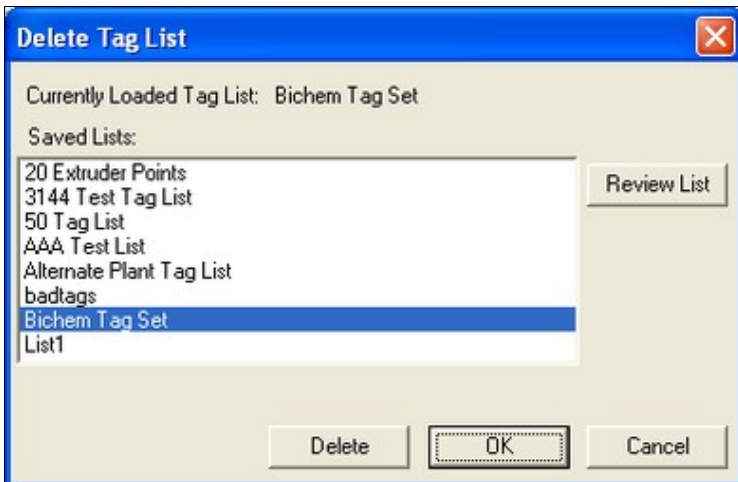 Delete Tag List
Currently Loaded Tag List: Bichem Tag Set
Saved Lists:
20 Extruder Points
3144 Test Tag List
50 Tag List
AAA Test List
Alternate Plant Tag List
badtags
Bichem Tag Set
List1
Review List
Delete
OK
Cancel